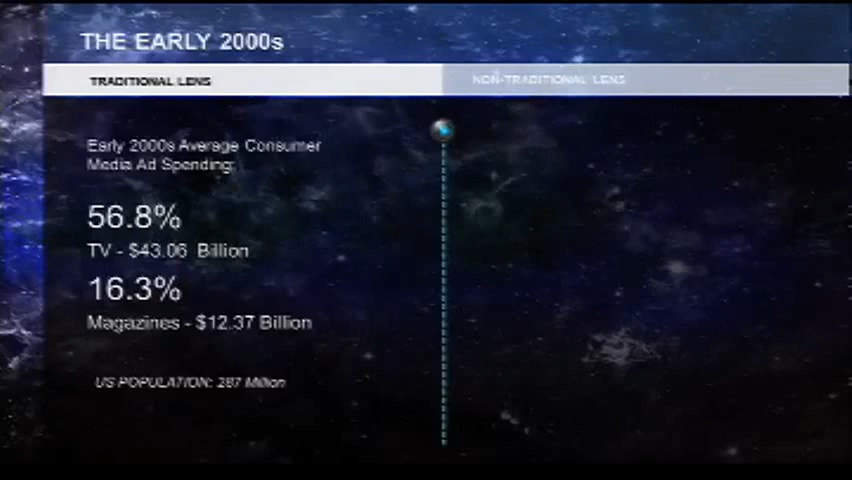 THE EARLY 2000s
TRADITIONAL LENS
NON-TRADITIONAL LENS
Early 2000s Average Consumer
Media Ad Spending:
56.8%
TV - $43.06 Billion
16.3%
Magazines - $12.37 Billion
US POPULATION: 287 Million